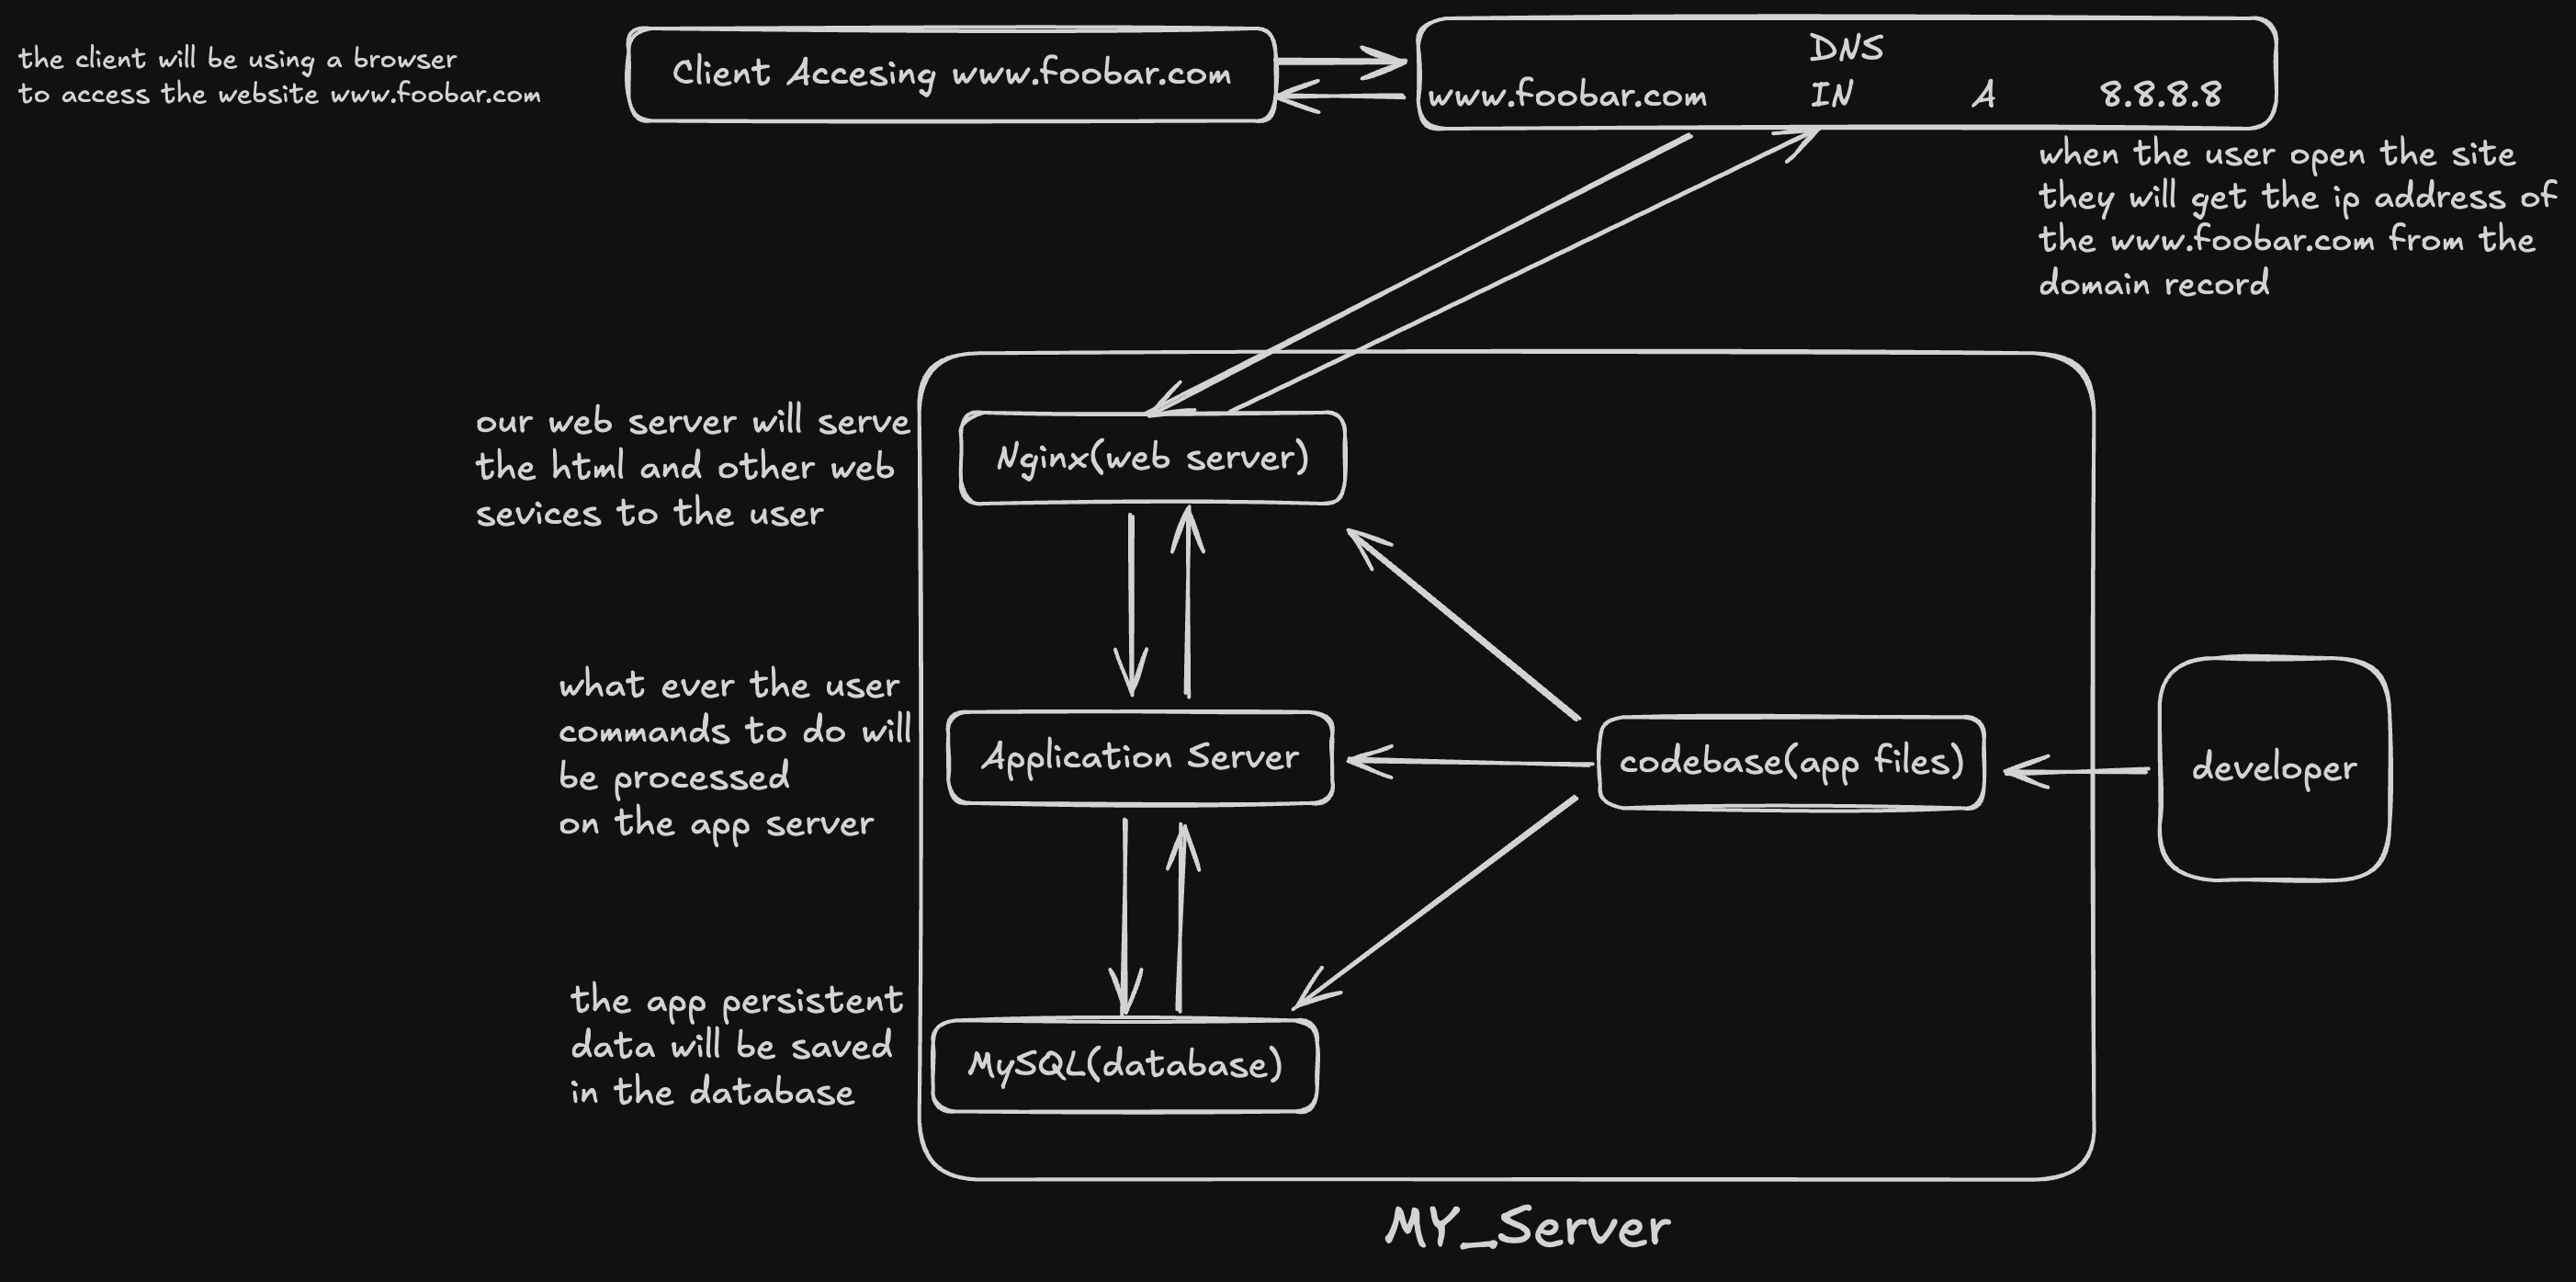 the client will be using a browser
to access the website www.foobar.com
Client Accesing www.foobar.com
DNS
www.foobar.com IN A 8.8.8.8
when the user open the site
they will get the ip address of
the www.foobar.com from the
domain record
our web server will serve
the html and other web
sevices to the user
Nginx(web server)
what ever the user
commands to do will
be processed
on the app server
Application Server
codebase(app files)
developer
the app persistent
data will be saved
in the database
MySQL(database)
MY_Server